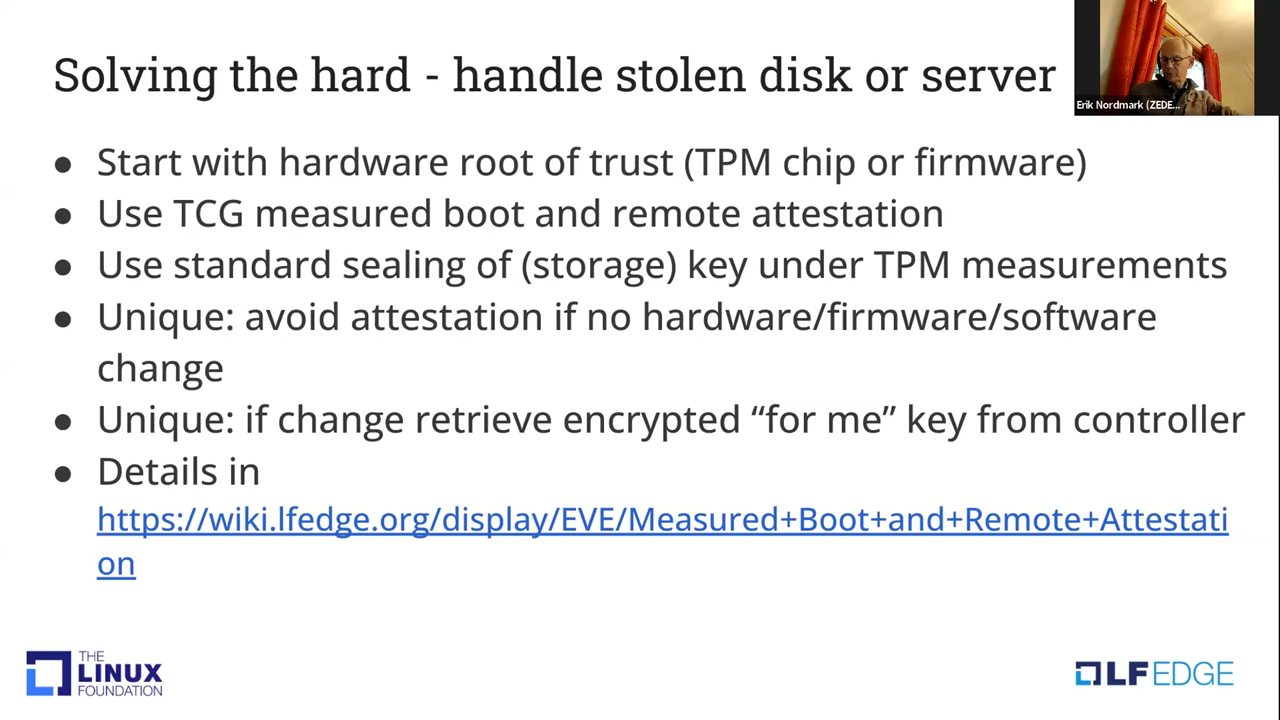 Solving the hard - handle stolen disk or server
Erik Nordmark (ZEDE...
● Start with hardware root of trust (TPM chip or firmware)
● Use TCG measured boot and remote attestation
● Use standard sealing of (storage) key under TPM measurements
● Unique: avoid attestation if no hardware/firmware/software
change
● Unique: if change retrieve encrypted “for me” key from controller
● Details in
https://wiki.lfedge.org/display/EVE/Measured+Boot+and+Remote+Attestati
on
THE
LINUX
FOUNDATION
LF EDGE